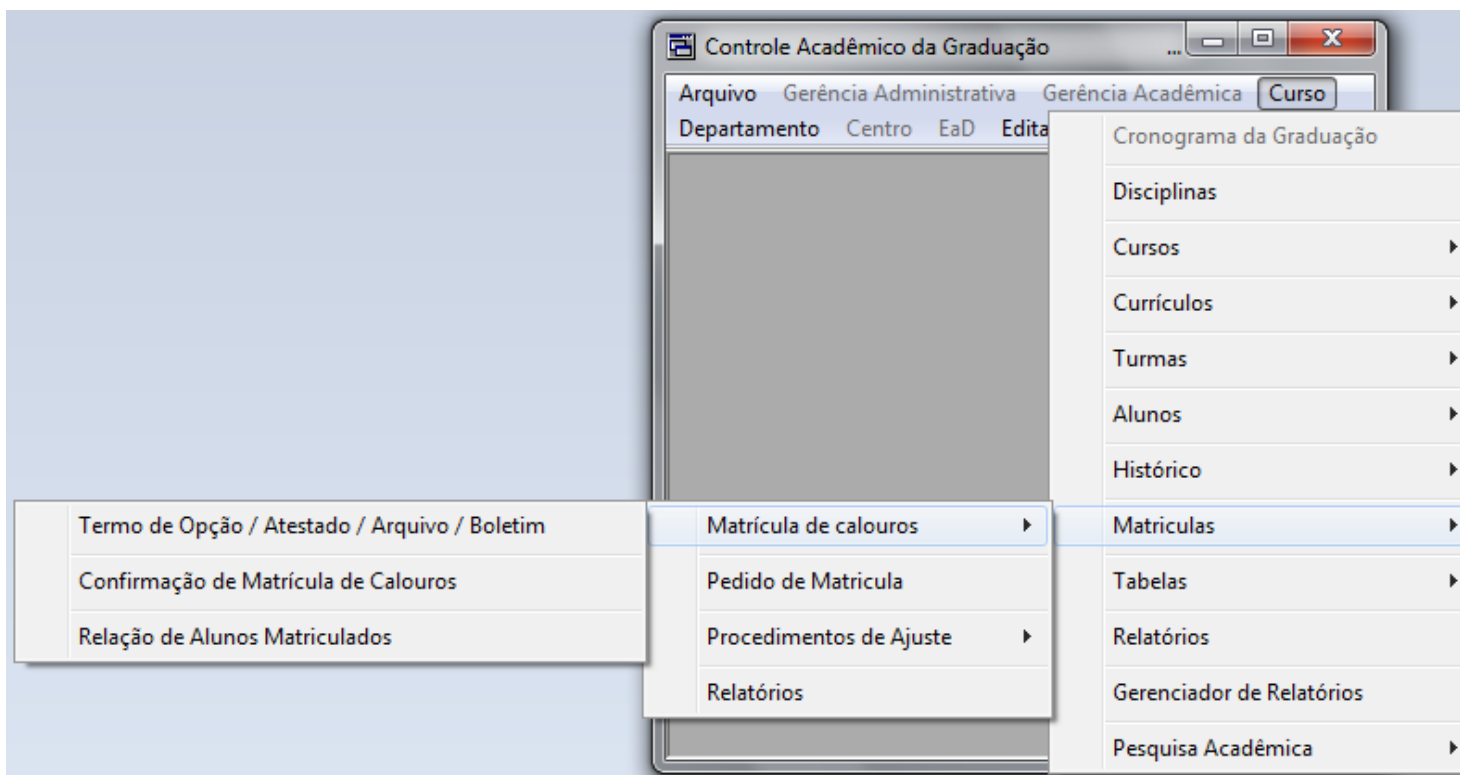 Controle Acadêmico da Graduação ...
Arquivo Gerência Administrativa Gerência Acadêmica Curso
Departamento Centro EaD Edita
Cronograma da Graduação
Disciplinas
Cursos
Currículos
Turmas
Alunos
Histórico
Matriculas
Tabelas
Relatórios
Gerenciador de Relatórios
Pesquisa Acadêmica
Matrícula de calouros
Pedido de Matricula
Procedimentos de Ajuste
Relatórios
Termo de Opção / Atestado / Arquivo / Boletim
Confirmação de Matrícula de Calouros
Relação de Alunos Matriculados